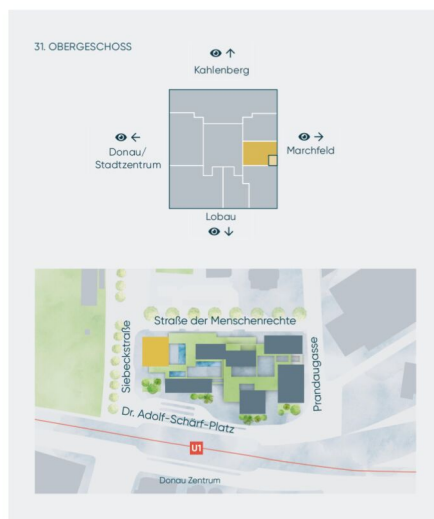 31. OBERGESCHOSS
Kahlenberg
Donau/
Stadtzentrum
Marchfeld
Lobau
Straße der Menschenrechte
Siebeckstraße
Prandaugasse
Dr. Adolf-Schärf-Platz
U1
Donau Zentrum